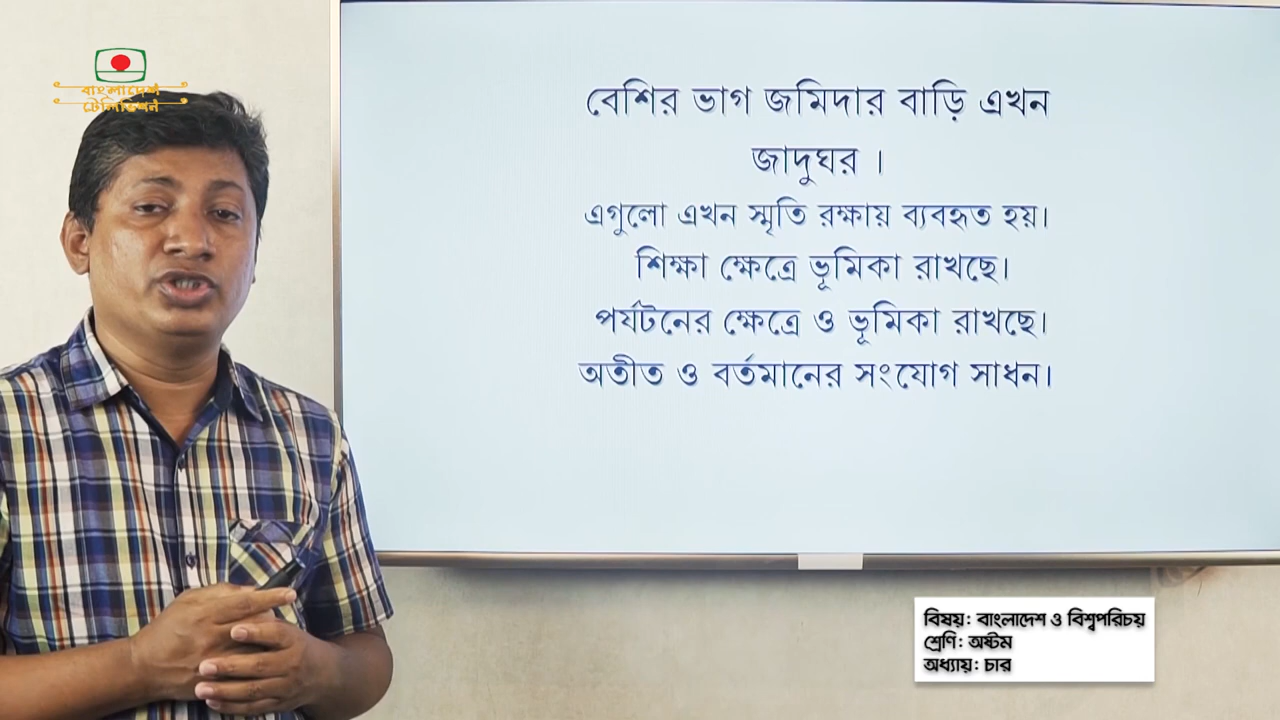 বাংলাদেশ
টেলিভিশন
বেশির ভাগ জমিদার বাড়ি এখন
জাদুঘর ।
এগুলো এখন স্মৃতি রক্ষায় ব্যবহৃত হয়।
শিক্ষা ক্ষেত্রে ভূমিকা রাখছে।
পর্যটনের ক্ষেত্রে ও ভূমিকা রাখছে।
অতীত ও বর্তমানের সংযোগ সাধন।
বিষয়: বাংলাদেশ ও বিশ্বপরিচয়
শ্রেণি: অষ্টম
অধ্যায়: চার